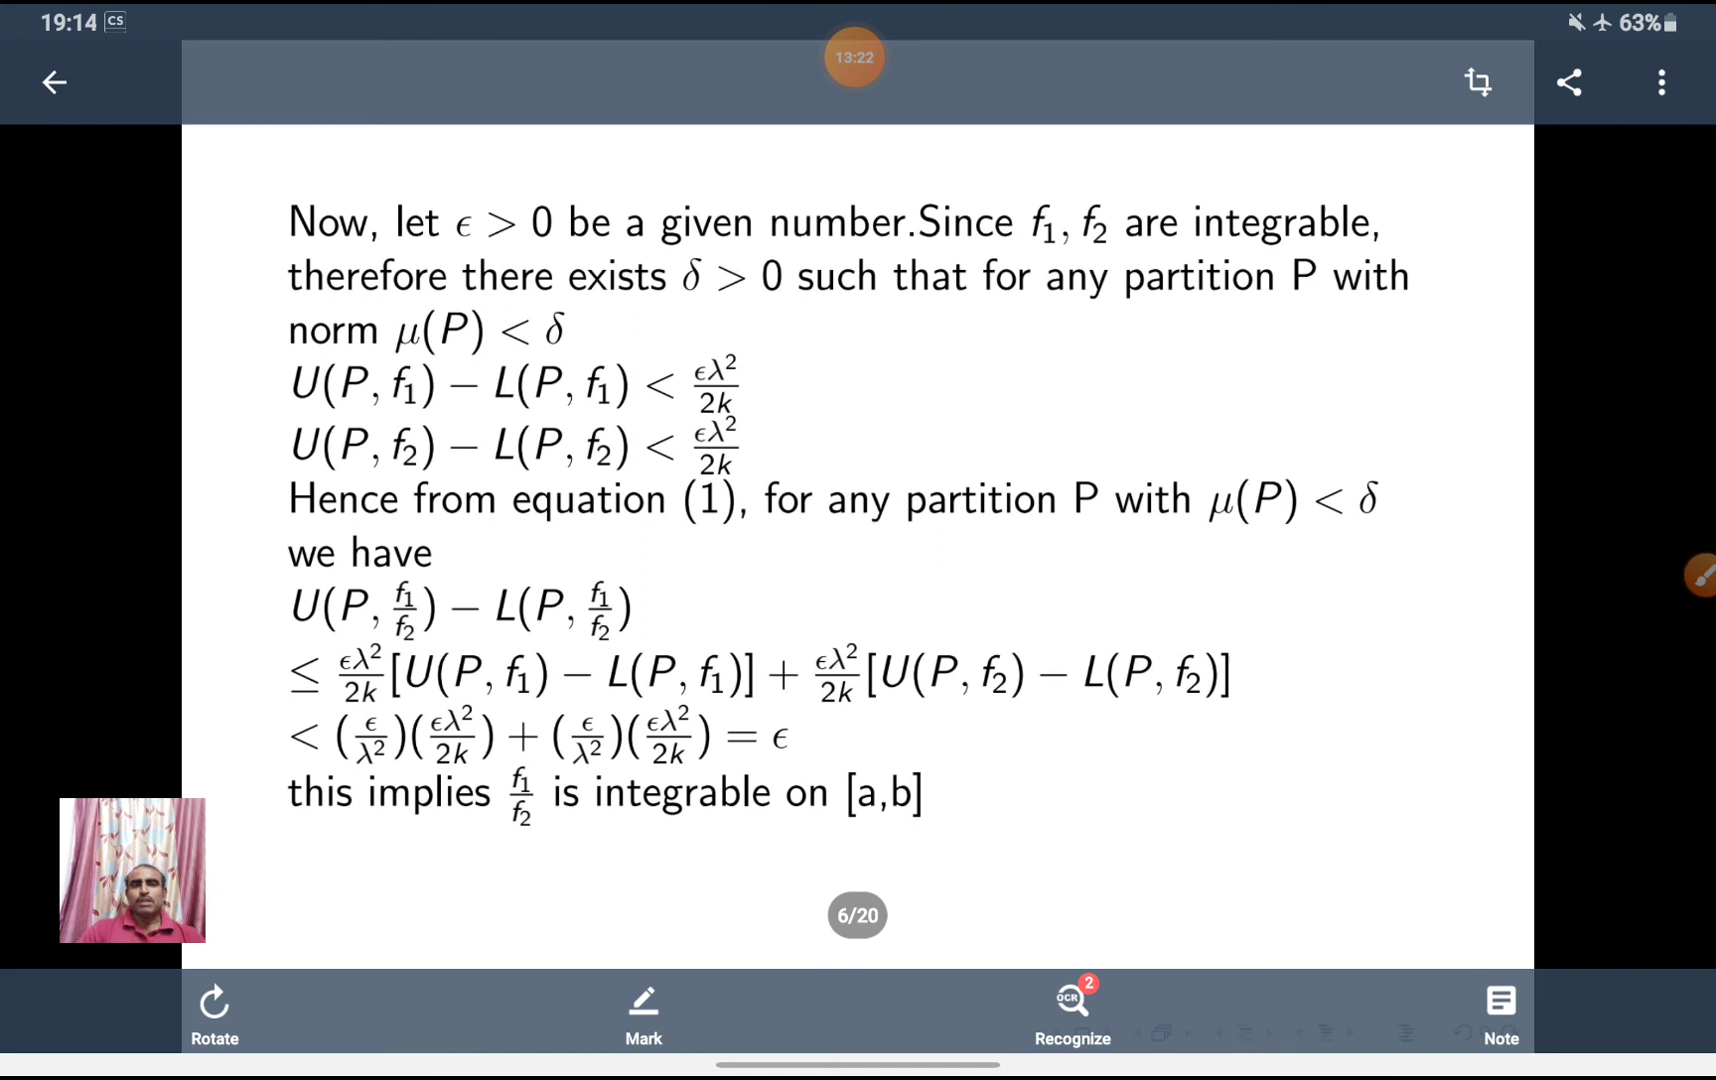 19:14 CS 63%
13:22
Now, let ϵ > 0 be a given number.Since f₁, f₂ are integrable,
therefore there exists δ > 0 such that for any partition P with
norm μ(P) < δ
U(P, f₁) − L(P, f₁) < ϵλ²/2k
U(P, f₂) − L(P, f₂) < ϵλ²/2k
Hence from equation (1), for any partition P with μ(P) < δ
we have
U(P, f₁/f₂) − L(P, f₁/f₂)
≤ ϵλ²/2k [U(P, f₁) − L(P, f₁)] + ϵλ²/2k [U(P, f₂) − L(P, f₂)]
< (ϵ/λ²)(ϵλ²/2k) + (ϵ/λ²)(ϵλ²/2k) = ϵ
this implies f₁/f₂ is integrable on [a,b]
6/20
OCR 2
Rotate Mark Recognize Note